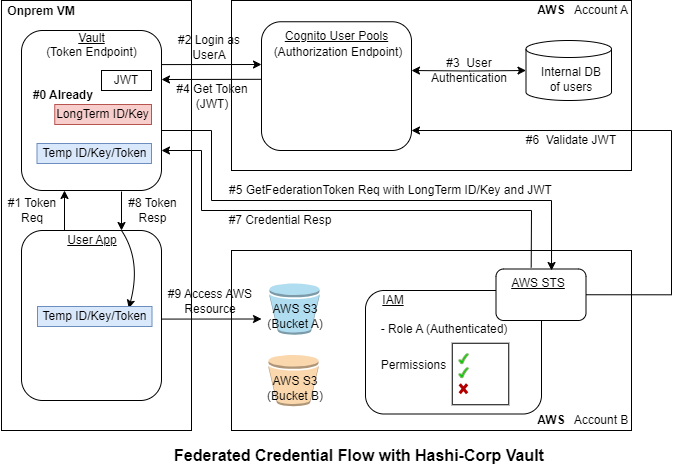 Onprem VM
Vault
(Token Endpoint)
JWT
#0 Already
LongTerm ID/Key
Temp ID/Key/Token
#1 Token
Req
#8 Token
Resp
User App
Temp ID/Key/Token
#2 Login as
UserA
#4 Get Token
(JWT)
AWS Account A
Cognito User Pools
(Authorization Endpoint)
#3 User
Authentication
Internal DB
of users
#6 Validate JWT
#5 GetFederationToken Req with LongTerm ID/Key and JWT
#7 Credential Resp
#9 Access AWS
Resource
AWS S3
(Bucket A)
AWS S3
(Bucket B)
AWS STS
IAM
- Role A (Authenticated)
Permissions
AWS Account B
Federated Credential Flow with Hashi-Corp Vault